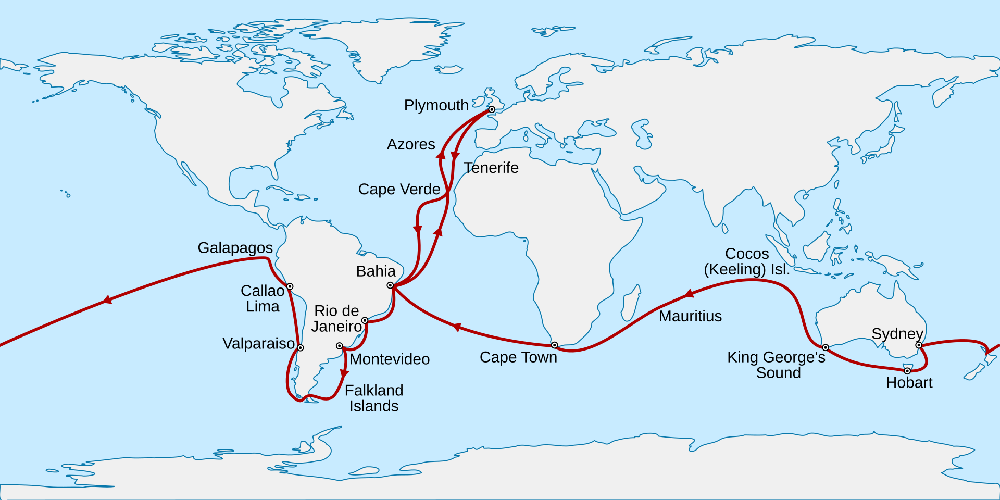 Plymouth
Azores
Tenerife
Cape Verde
Galapagos
Cocos
(Keeling) Isl.
Bahia
Callao
Lima
Rio de
Janeiro
Mauritius
Sydney
Valparaiso
Montevideo
Cape Town
King George's
Sound
Hobart
Falkland
Islands